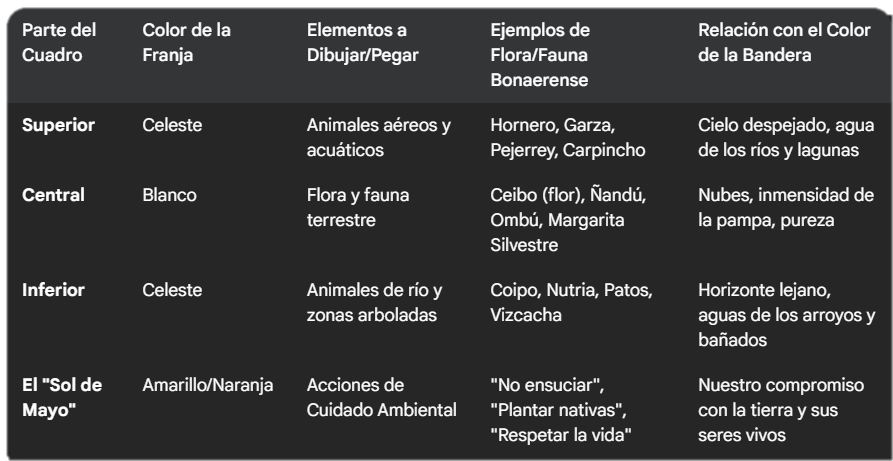 Parte del Cuadro	Color de la Franja	Elementos a Dibujar/Pegar	Ejemplos de Flora/Fauna Bonaerense	Relación con el Color de la Bandera
Superior	Celeste	Animales aéreos y acuáticos	Hornero, Garza, Pejerrey, Carpincho	Cielo despejado, agua de los ríos y lagunas
Central	Blanco	Flora y fauna terrestre	Ceibo (flor), Ñandú, Ombú, Margarita Silvestre	Nubes, inmensidad de la pampa, pureza
Inferior	Celeste	Animales de río y zonas arboladas	Coipo, Nutria, Patos, Vizcacha	Horizonte lejano, aguas de los arroyos y bañados
El "Sol de Mayo"	Amarillo/Naranja	Acciones de Cuidado Ambiental	"No ensuciar", "Plantar nativas", "Respetar la vida"	Nuestro compromiso con la tierra y sus seres vivos